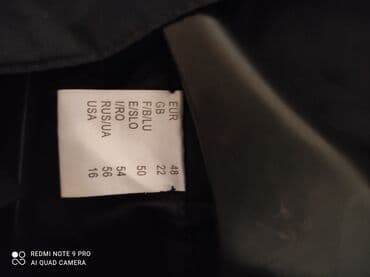 EUR 48
GB 22
F/B/LU 50
E/SLO
I/RO 54
RUS/UA 56
USA 16
REDMI NOTE 9 PRO
AI QUAD CAMERA